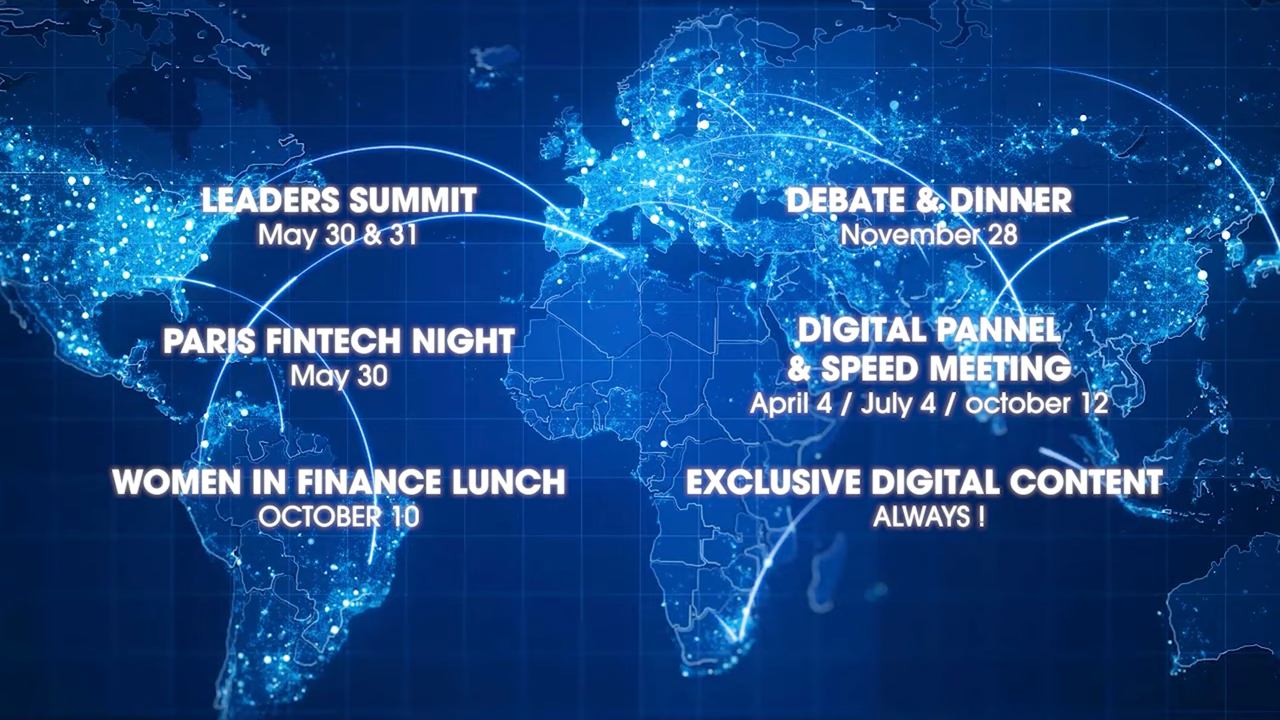 LEADERS SUMMIT
May 30 & 31
PARIS FINTECH NIGHT
May 30
WOMEN IN FINANCE LUNCH
OCTOBER 10
DEBATE & DINNER
November 28
DIGITAL PANNEL
& SPEED MEETING
April 4 / July 4 / october 12
EXCLUSIVE DIGITAL CONTENT
ALWAYS !